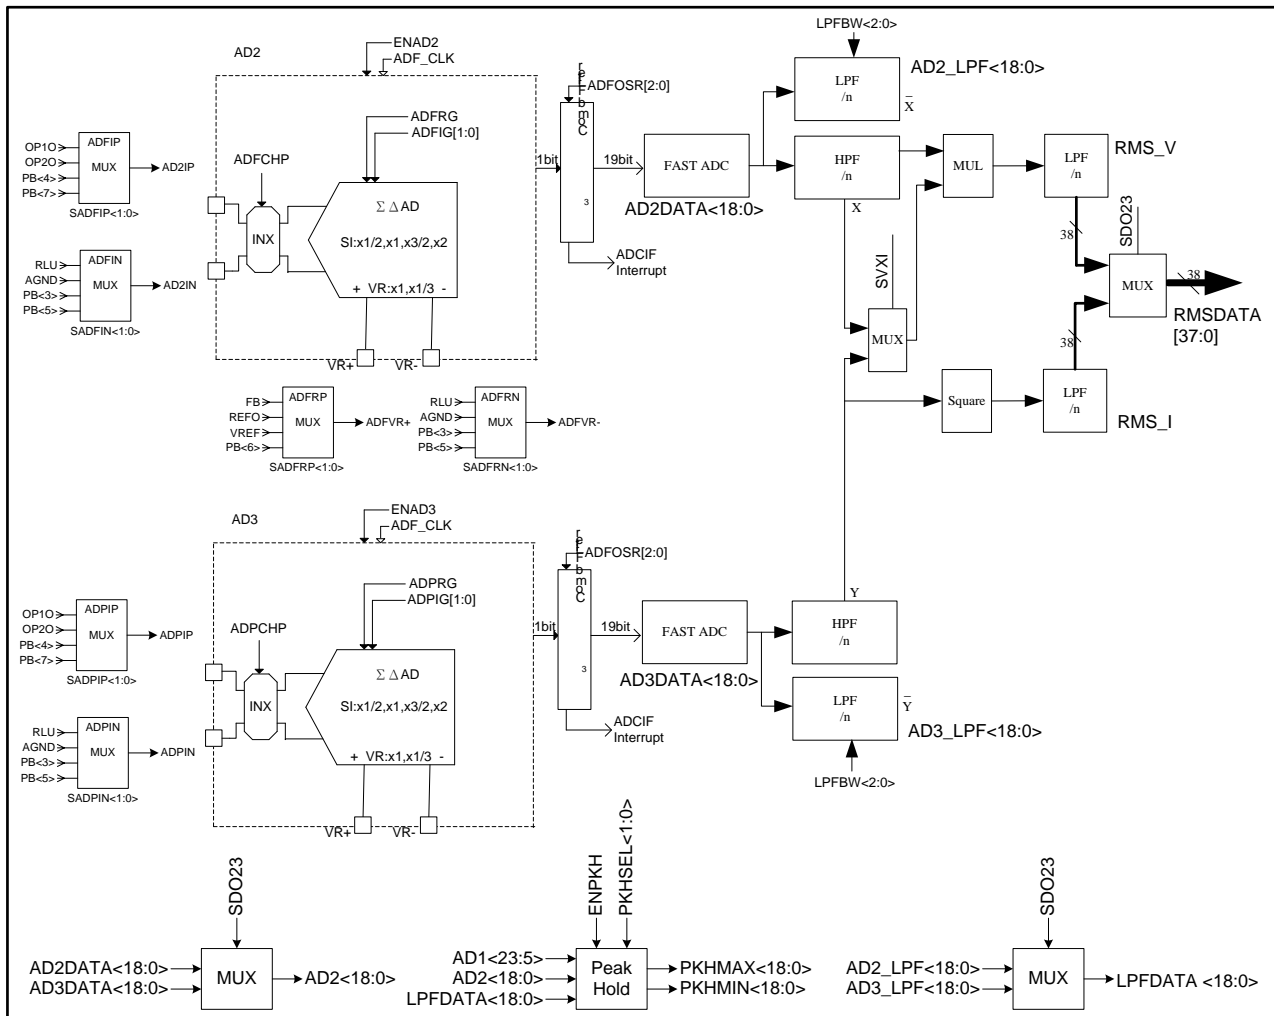 LPFBW<2:0>
ENAD2
ADF_CLK
AD2
Comb Filter
ADFOSR[2:0]
LPF
/n
X̅
AD2_LPF<18:0>
ADFIP
MUX
OP1O
OP2O
PB<4>
PB<7>
AD2IP
SADFIP<1:0>
ADFCHP
ADFRG
ADFIG[1:0]
1bit
3
19bit
FAST ADC
AD2DATA<18:0>
HPF
/n
X
MUL
LPF
/n
RMS_V
INX
Σ Δ AD
SI:x1/2,x1,x3/2,x2
+ VR:x1,x1/3 -
ADCIF
Interrupt
ADFIN
MUX
RLU
AGND
PB<3>
PB<5>
AD2IN
SADFIN<1:0>
SVXI
MUX
38
SDO23
MUX
38
RMSDATA
[37:0]
38
VR+
VR-
ADFRP
MUX
FB
REFO
VREF
PB<6>
ADFVR+
SADFRP<1:0>
ADFRN
MUX
RLU
AGND
PB<3>
PB<5>
ADFVR-
SADFRN<1:0>
Square
LPF
/n
RMS_I
ENAD3
ADF_CLK
AD3
Comb Filter
ADFOSR[2:0]
ADPIP
MUX
OP1O
OP2O
PB<4>
PB<7>
ADPIP
SADPIP<1:0>
ADPCHP
ADPRG
ADPIG[1:0]
1bit
3
19bit
FAST ADC
AD3DATA<18:0>
Y
HPF
/n
INX
Σ Δ AD
SI:x1/2,x1,x3/2,x2
+ VR:x1,x1/3 -
LPF
/n
Y̅
AD3_LPF<18:0>
LPFBW<2:0>
ADCIF
Interrupt
ADPIN
MUX
RLU
AGND
PB<3>
PB<5>
ADPIN
SADPIN<1:0>
VR+
VR-
SDO23
AD2DATA<18:0>
AD3DATA<18:0>
MUX
AD2<18:0>
ENPKH
PKHSEL<1:0>
AD1<23:5>
AD2<18:0>
LPFDATA<18:0>
Peak
Hold
PKHMAX<18:0>
PKHMIN<18:0>
SDO23
AD2_LPF<18:0>
AD3_LPF<18:0>
MUX
LPFDATA <18:0>